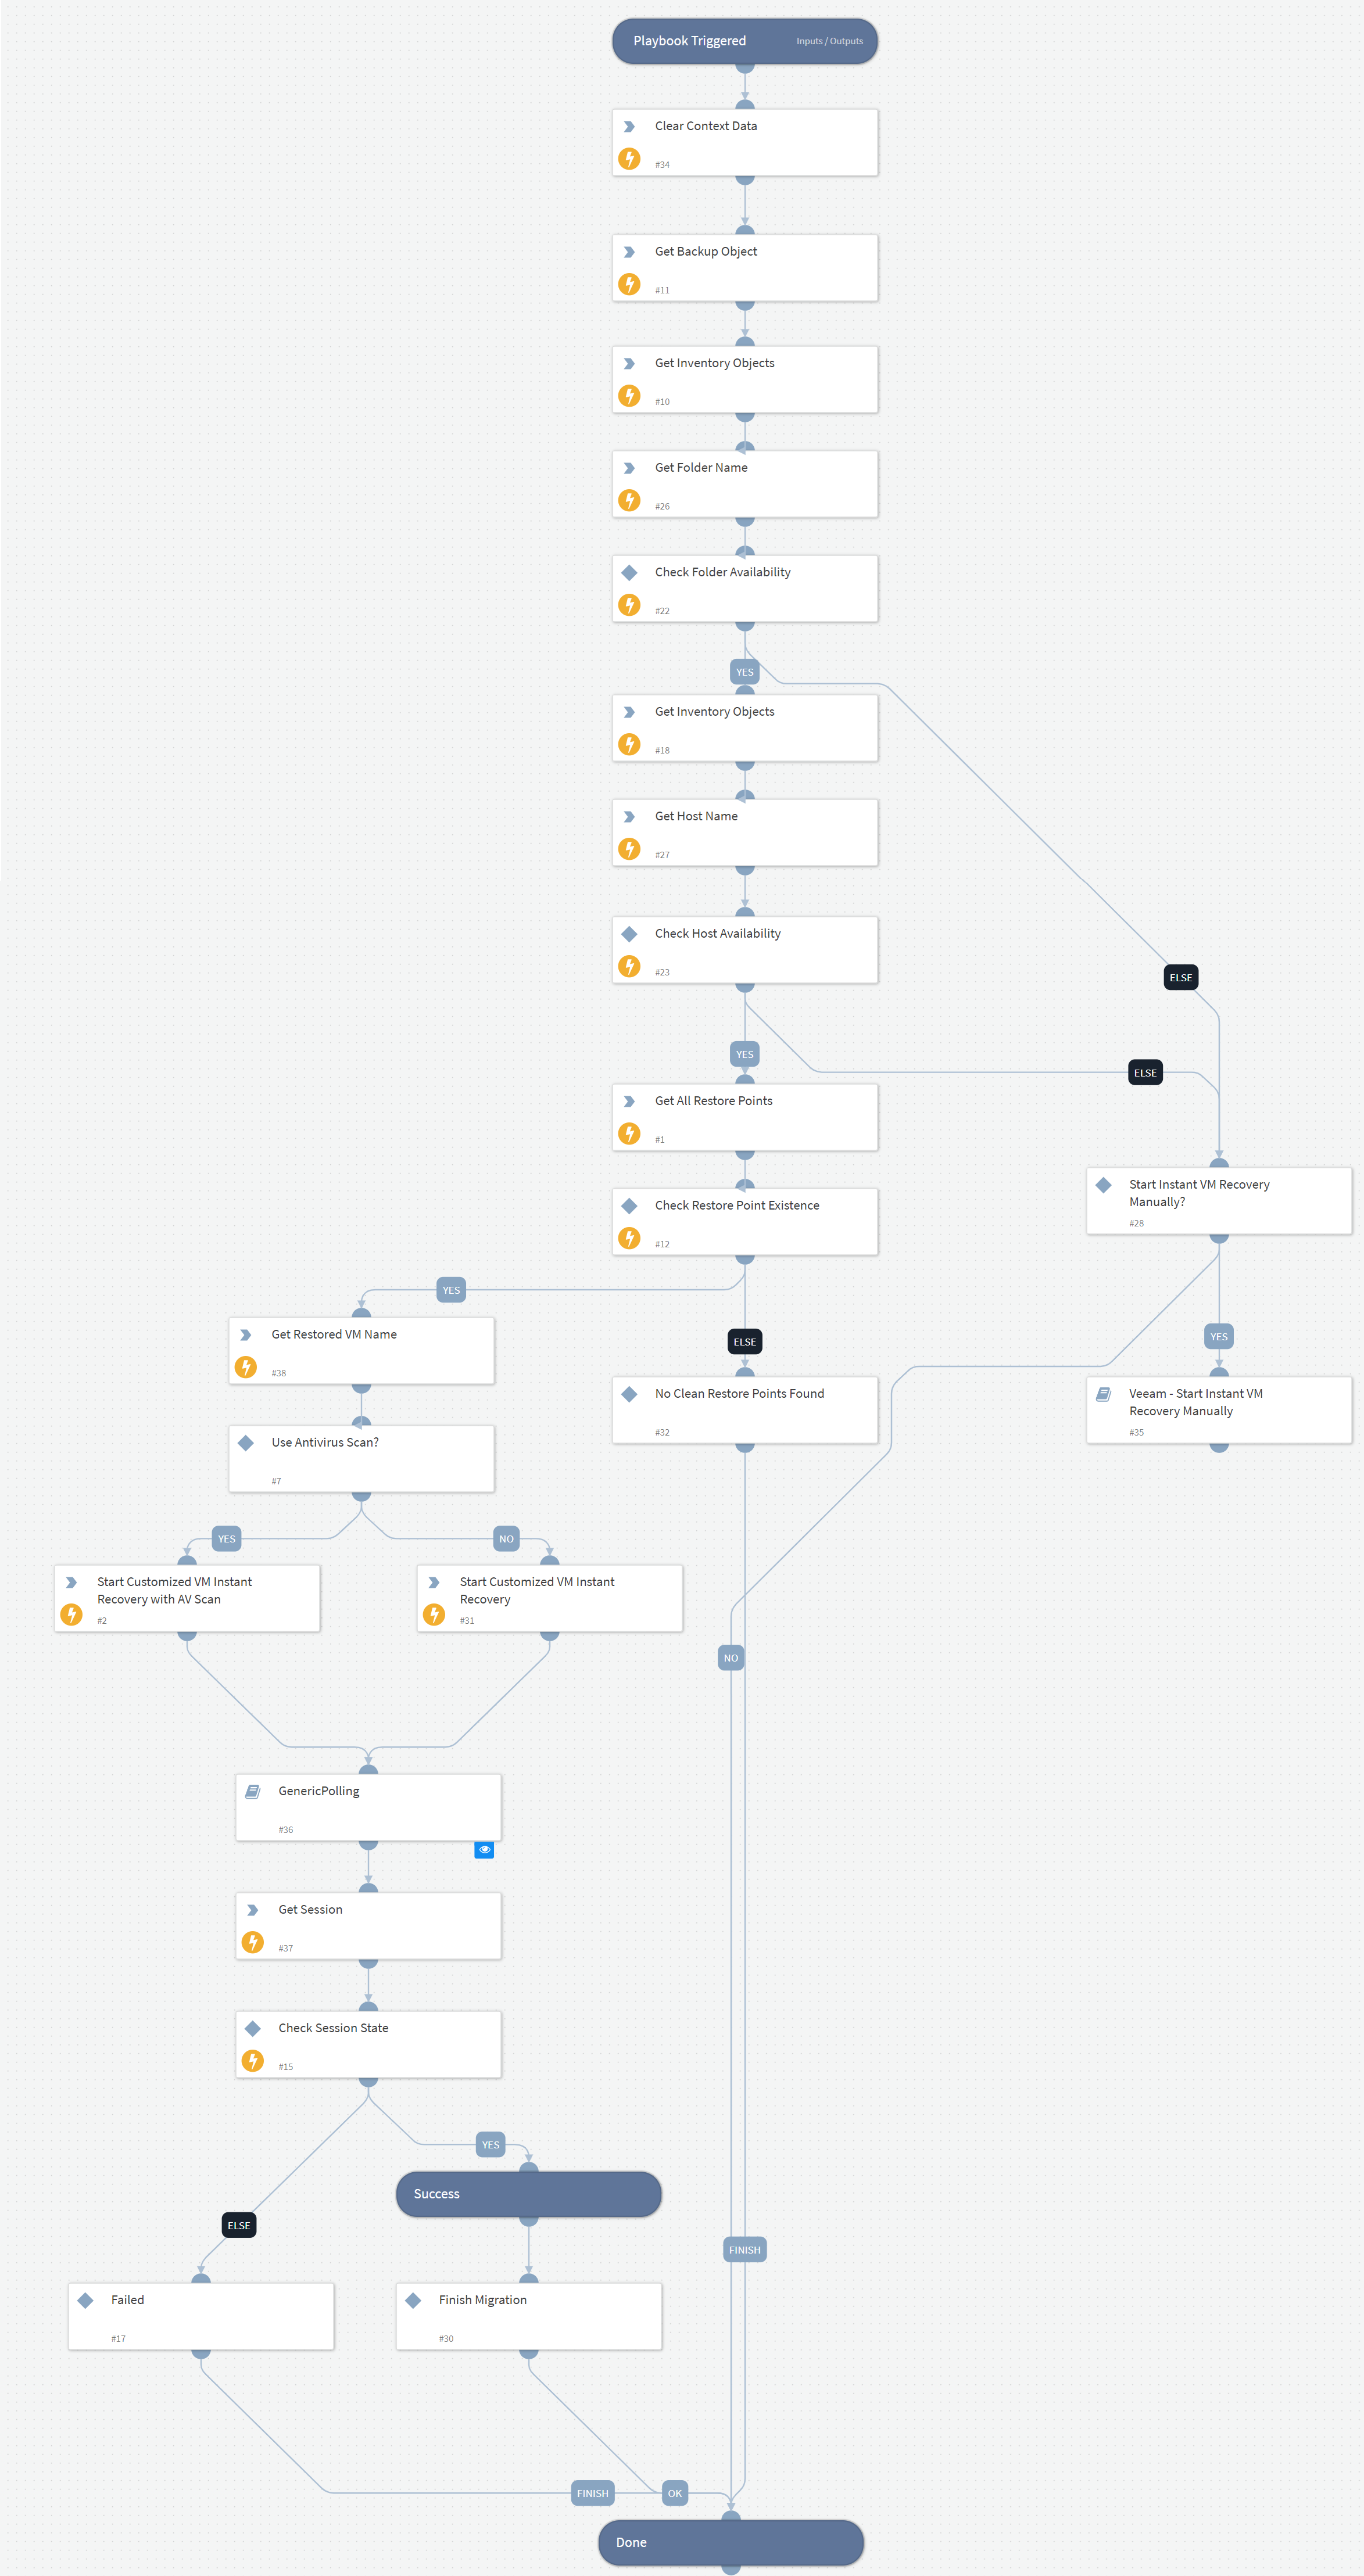 Playbook Triggered Inputs / Outputs
Clear Context Data
#34
Get Backup Object
#11
Get Inventory Objects
#10
Get Folder Name
#26
Check Folder Availability
#22
YES
Get Inventory Objects
#18
Get Host Name
#27
Check Host Availability
#23
ELSE
YES
ELSE
Get All Restore Points
#1
Check Restore Point Existence
#12
Start Instant VM Recovery
Manually?
#28
YES
ELSE
YES
Get Restored VM Name
#38
No Clean Restore Points Found
#32
Veeam - Start Instant VM
Recovery Manually
#35
Use Antivirus Scan?
#7
YES
NO
Start Customized VM Instant
Recovery with AV Scan
#2
Start Customized VM Instant
Recovery
#31
NO
GenericPolling
#36
Get Session
#37
Check Session State
#15
YES
Success
ELSE
FINISH
Failed
#17
Finish Migration
#30
FINISH
OK
Done